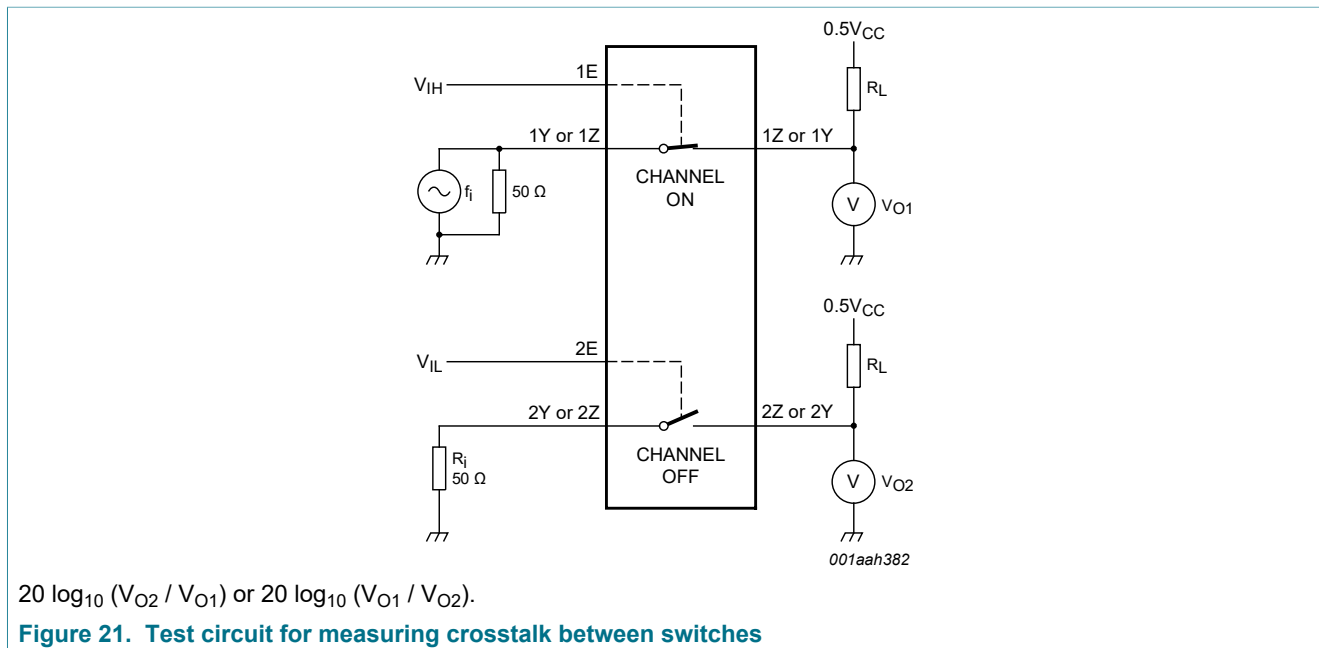 0.5VCC
RL
1E
VIH
1Y or 1Z
1Z or 1Y
fi
50 Ω
CHANNEL
ON
V
VO1
0.5VCC
RL
2E
VIL
2Y or 2Z
2Z or 2Y
Ri
50 Ω
CHANNEL
OFF
V
VO2
001aah382
20 log10 (VO2 / VO1) or 20 log10 (VO1 / VO2).
Figure 21. Test circuit for measuring crosstalk between switches